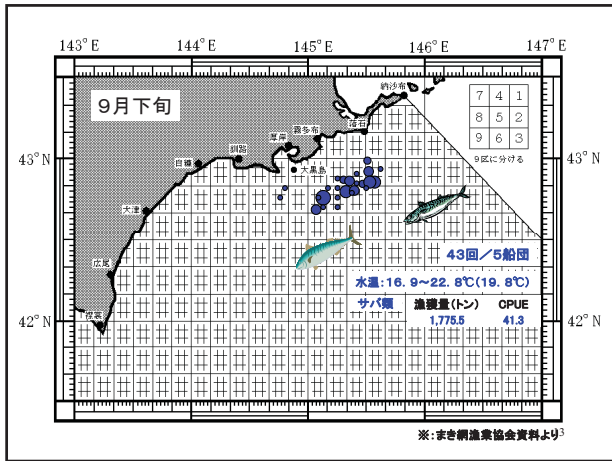 143°E 144°E 145°E 146°E 147°E
9月下旬
納沙布
落石
霧多布
厚岸
大黒島
釧路
白糠
大津
広尾
7 4 1
8 5 2
9 6 3
9区に分ける
43°N 43°N
43回/5船団
水温:16.9~22.8℃(19.8℃)
サバ類 漁獲量(トン) CPUE
1,775.5 41.3
42°N 42°N
※:まき網漁業協会資料より3